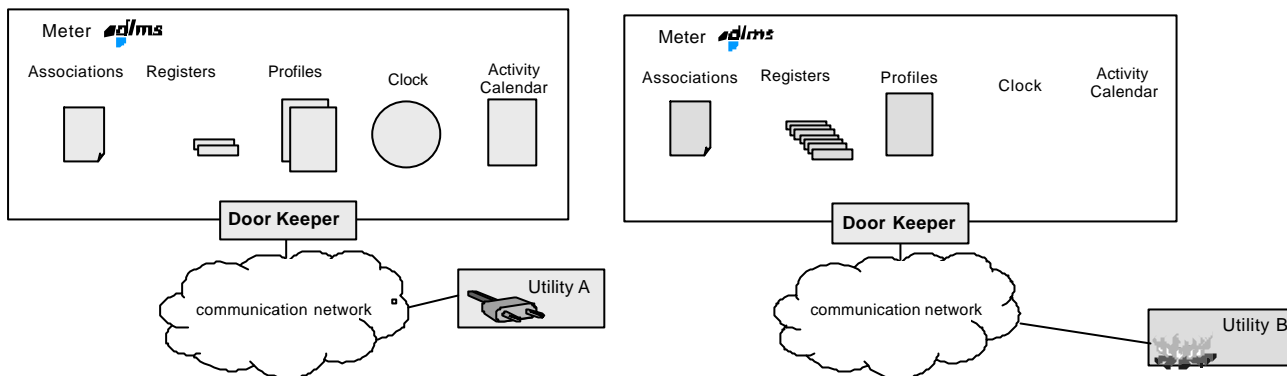 Meter dlms
Associations Registers Profiles Clock Activity
Calendar
Door Keeper
communication network
Utility A
Meter dlms
Associations Registers Profiles Clock Activity
Calendar
Door Keeper
communication network
Utility B